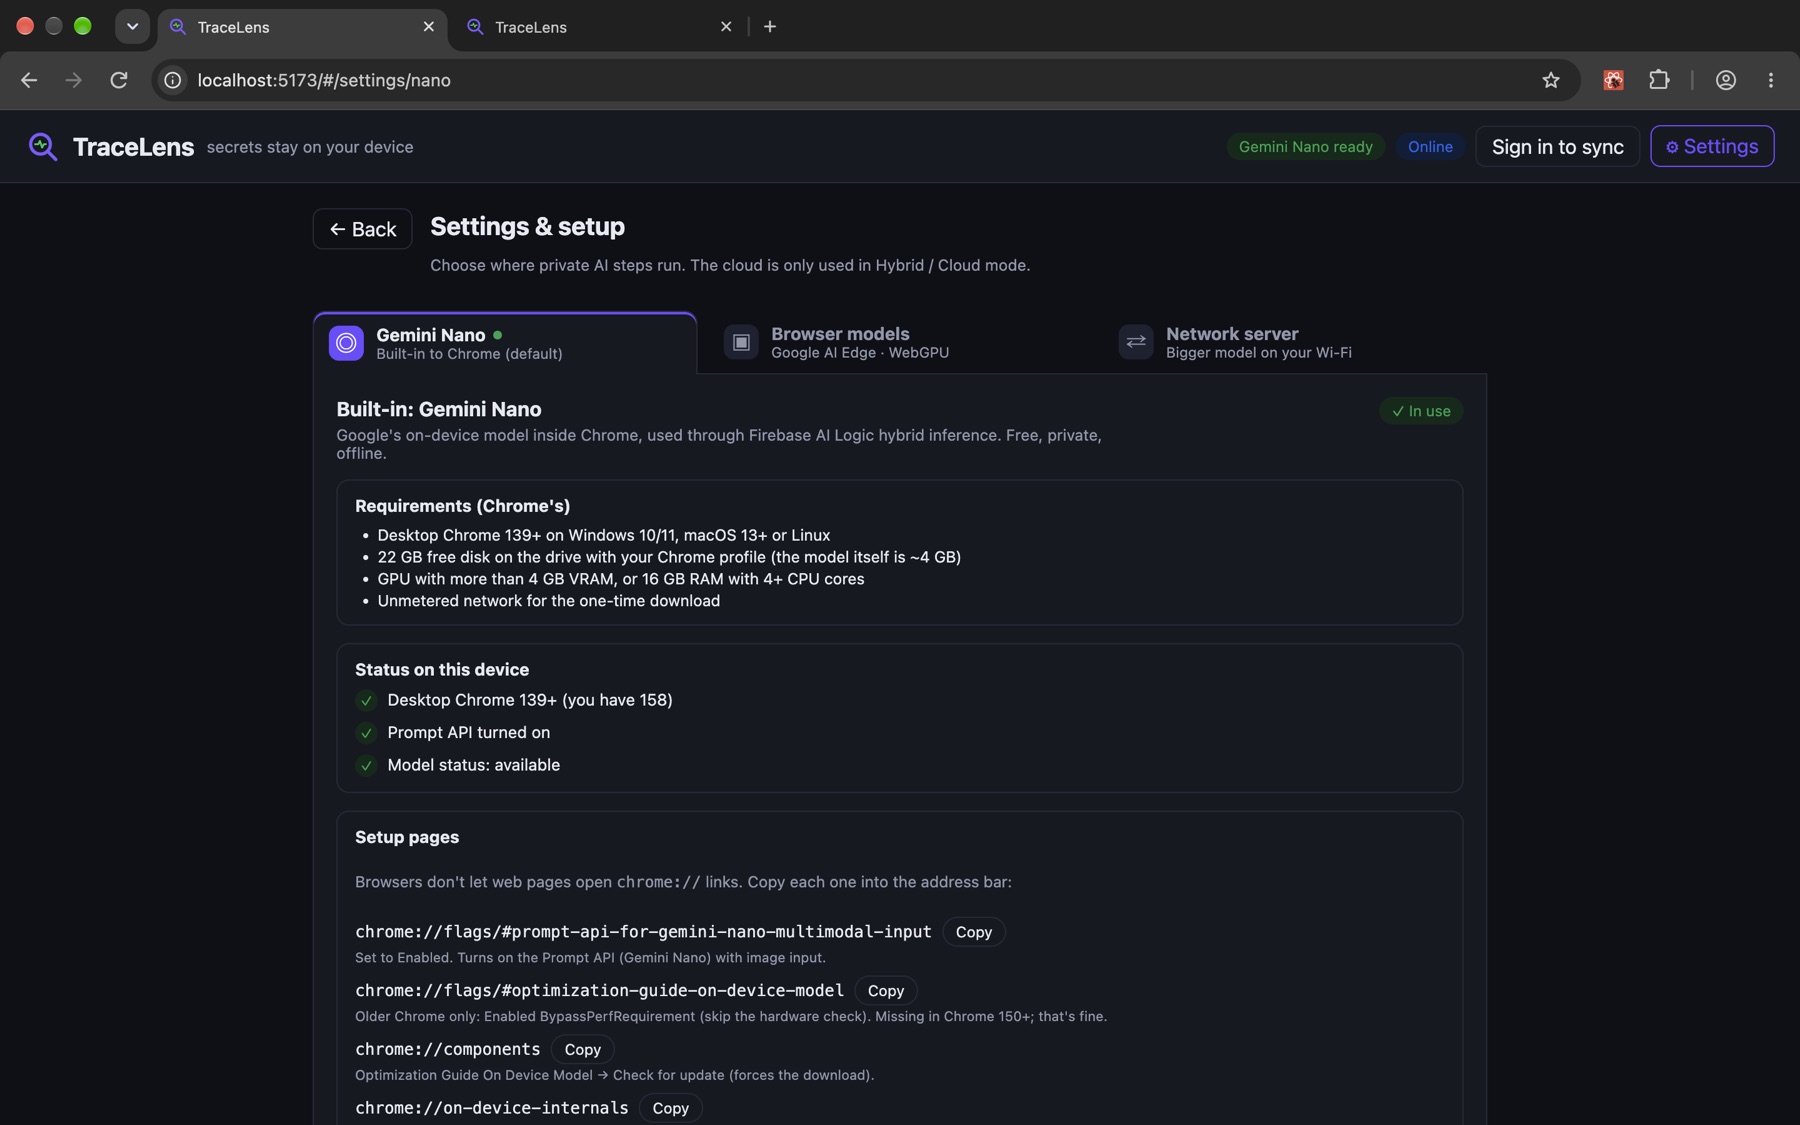 TraceLens
TraceLens
localhost:5173/#/settings/nano
TraceLens secrets stay on your device
Gemini Nano ready
Online
Sign in to sync
Settings
← Back
Settings & setup
Choose where private AI steps run. The cloud is only used in Hybrid / Cloud mode.
Gemini Nano
Built-in to Chrome (default)
Browser models
Google AI Edge · WebGPU
Network server
Bigger model on your Wi-Fi
Built-in: Gemini Nano
✓ In use
Google's on-device model inside Chrome, used through Firebase AI Logic hybrid inference. Free, private,
offline.
Requirements (Chrome's)
• Desktop Chrome 139+ on Windows 10/11, macOS 13+ or Linux
• 22 GB free disk on the drive with your Chrome profile (the model itself is ~4 GB)
• GPU with more than 4 GB VRAM, or 16 GB RAM with 4+ CPU cores
• Unmetered network for the one-time download
Status on this device
✓ Desktop Chrome 139+ (you have 158)
✓ Prompt API turned on
✓ Model status: available
Setup pages
Browsers don't let web pages open chrome:// links. Copy each one into the address bar:
chrome://flags/#prompt-api-for-gemini-nano-multimodal-input Copy
Set to Enabled. Turns on the Prompt API (Gemini Nano) with image input.
chrome://flags/#optimization-guide-on-device-model Copy
Older Chrome only: Enabled BypassPerfRequirement (skip the hardware check). Missing in Chrome 150+; that's fine.
chrome://components Copy
Optimization Guide On Device Model → Check for update (forces the download).
chrome://on-device-internals Copy